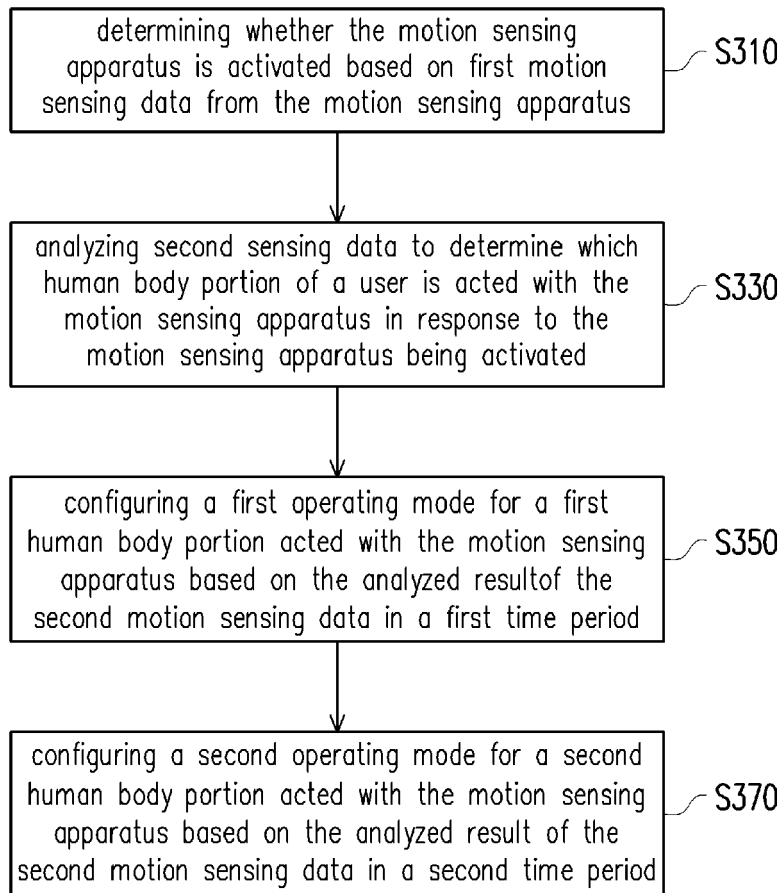 determining whether the motion sensing
apparatus is activated based on first motion
sensing data from the motion sensing apparatus
S310
analyzing second sensing data to determine which
human body portion of a user is acted with the
motion sensing apparatus in response to the
motion sensing apparatus being activated
S330
configuring a first operating mode for a first
human body portion acted with the motion sensing
apparatus based on the analyzed resultof the
second motion sensing data in a first time period
S350
configuring a second operating mode for a second
human body portion acted with the motion sensing
apparatus based on the analyzed result of the
second motion sensing data in a second time period
S370